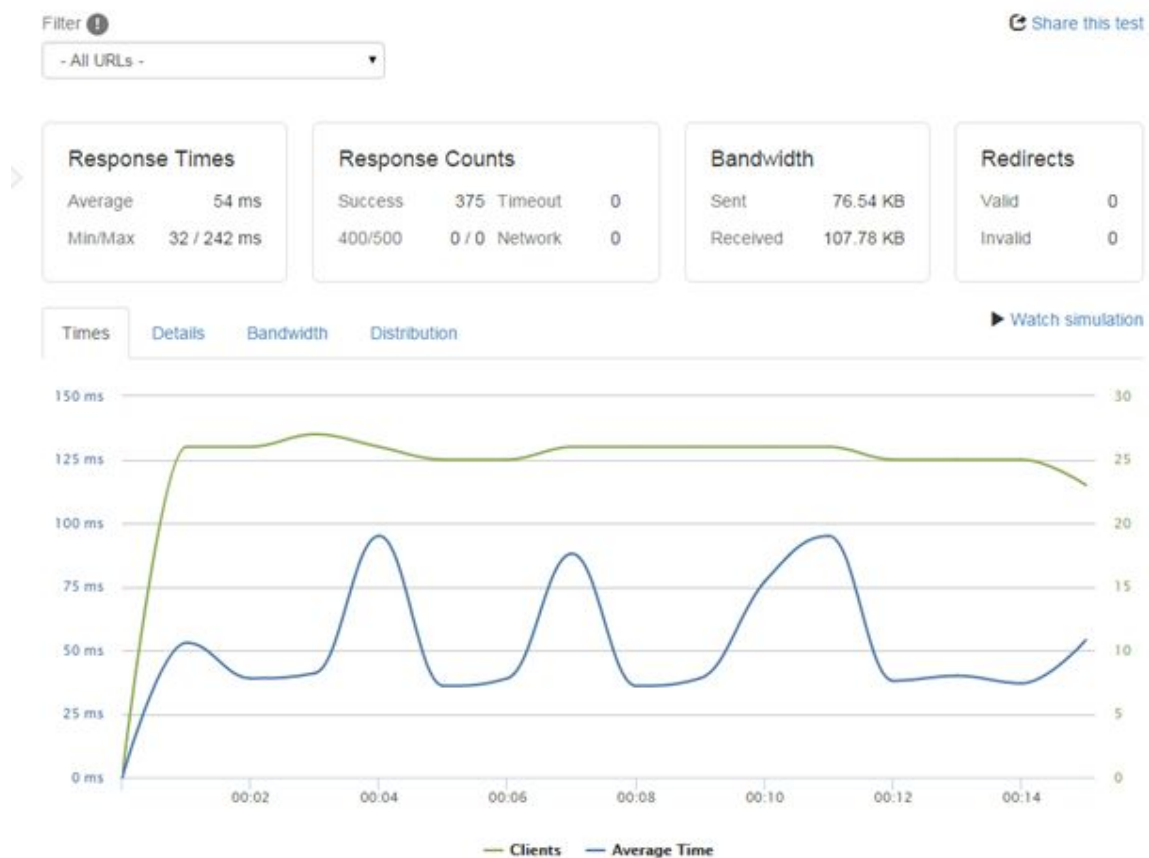 Filter !
Share this test
- All URLs -
Response Times
Average 54 ms
Min/Max 32 / 242 ms
Response Counts
Success 375 Timeout 0
400/500 0 / 0 Network 0
Bandwidth
Sent 76.54 KB
Received 107.78 KB
Redirects
Valid 0
Invalid 0
Times Details Bandwidth Distribution
Watch simulation
150 ms 30
125 ms 25
100 ms 20
75 ms 15
50 ms 10
25 ms 5
0 ms 0
00:02 00:04 00:06 00:08 00:10 00:12 00:14
Clients Average Time